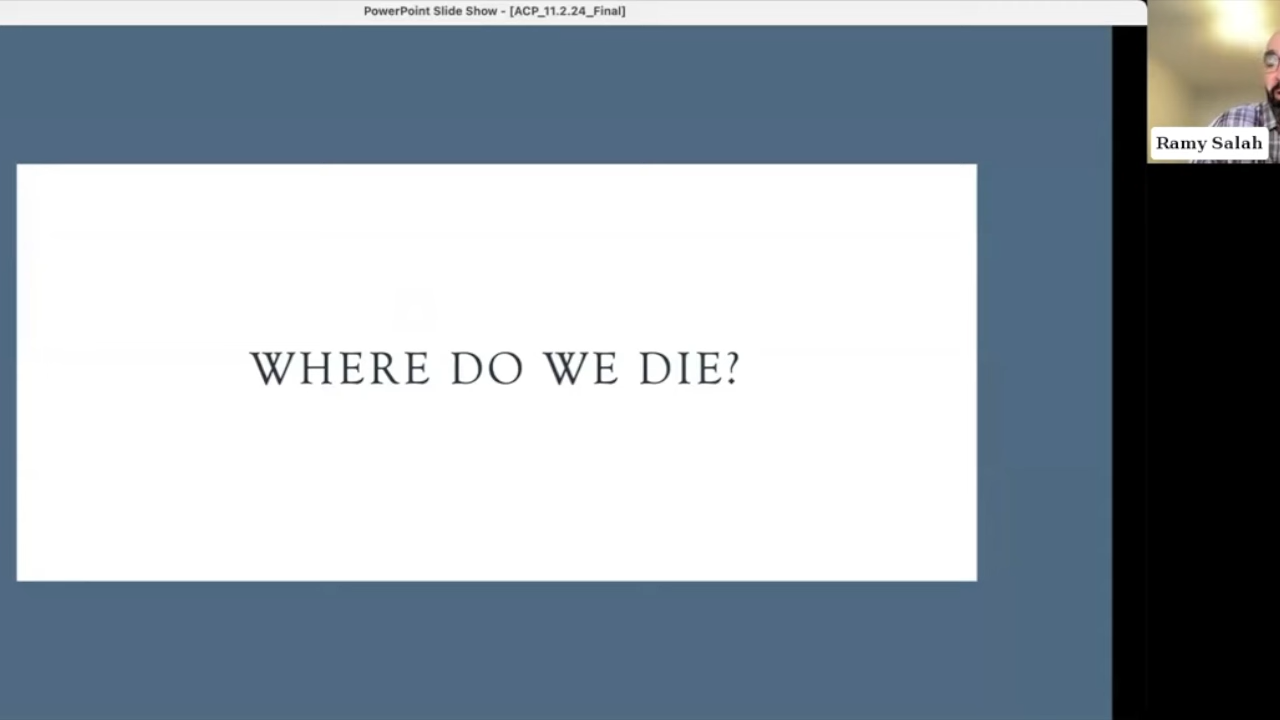 PowerPoint Slide Show - [ACP_11.2.24_Final]
WHERE DO WE DIE?
Ramy Salah